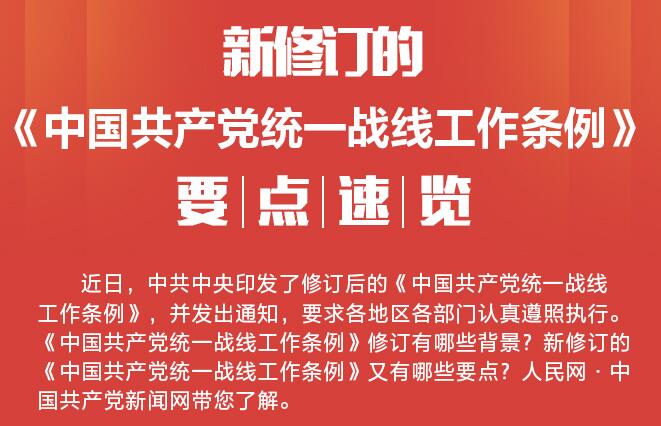 新修订的
《中国共产党统一战线工作条例》
要|点|速|览
近日，中共中央印发了修订后的《中国共产党统一战线
工作条例》，并发出通知，要求各地区各部门认真遵照执行。
《中国共产党统一战线工作条例》修订有哪些背景？新修订的
《中国共产党统一战线工作条例》又有哪些要点？人民网·中
国共产党新闻网带您了解。